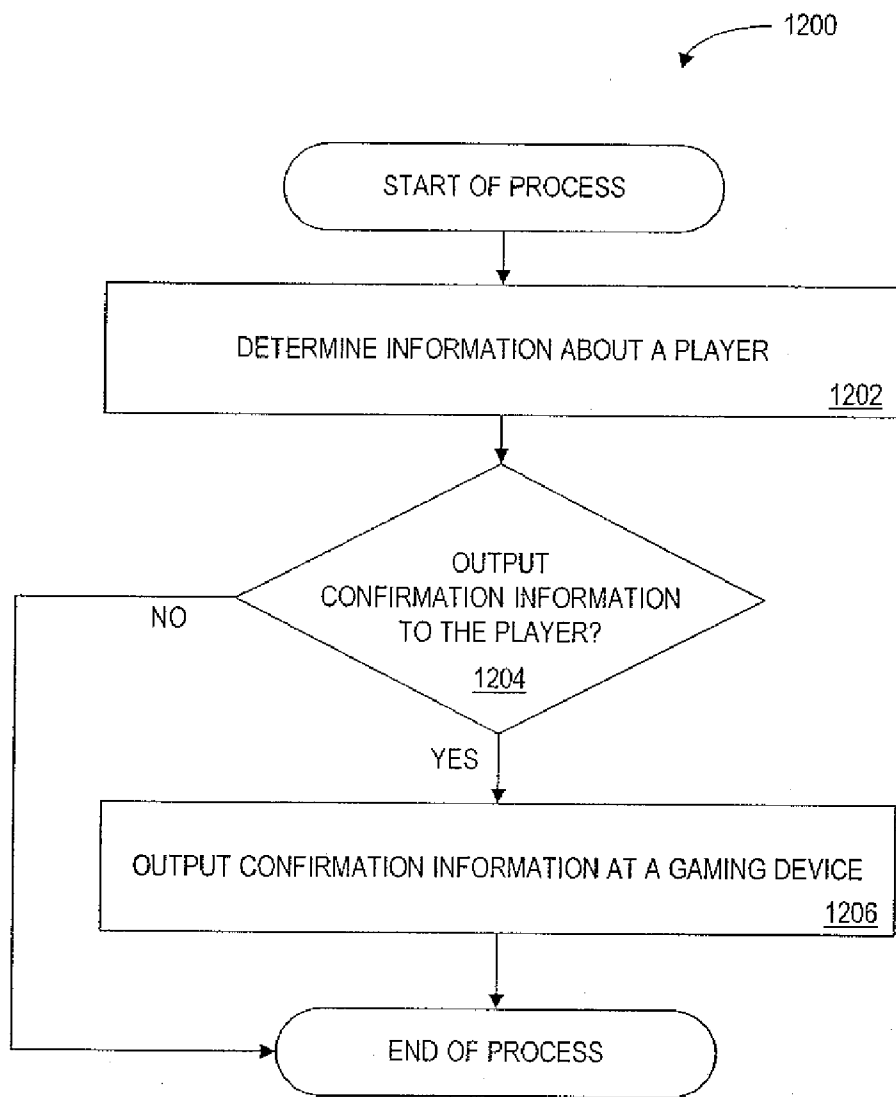 1200
START OF PROCESS
DETERMINE INFORMATION ABOUT A PLAYER
1202
OUTPUT
CONFIRMATION INFORMATION
TO THE PLAYER?
1204
NO
YES
OUTPUT CONFIRMATION INFORMATION AT A GAMING DEVICE
1206
END OF PROCESS